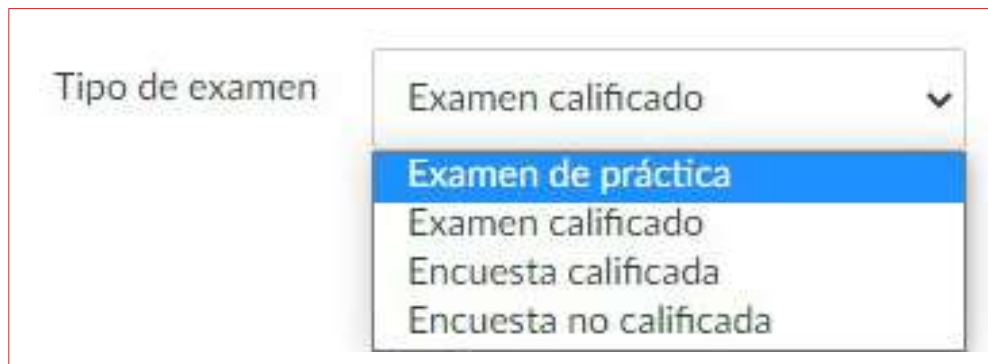 Tipo de examen
Examen calificado
Examen de práctica
Examen calificado
Encuesta calificada
Encuesta no calificada